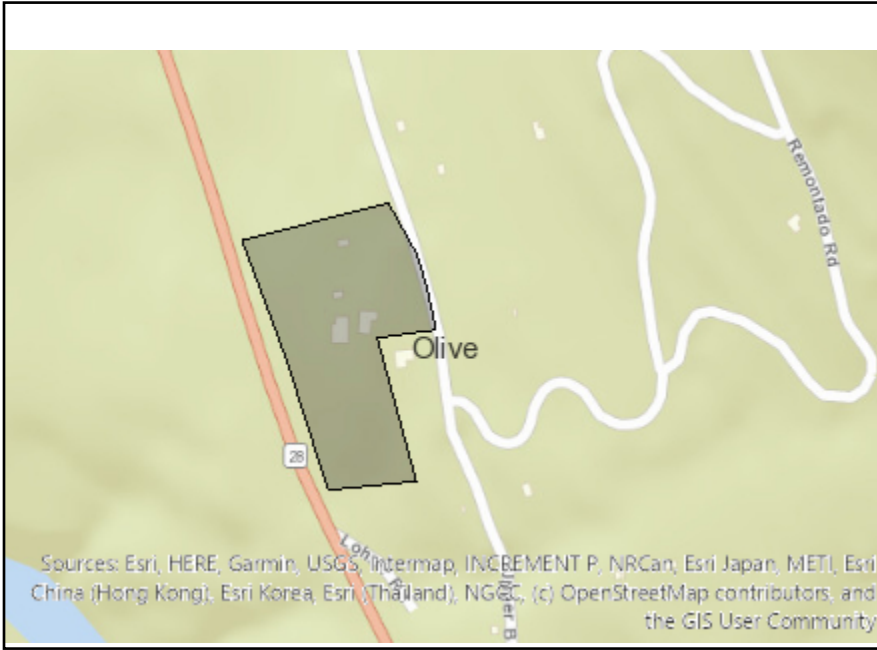 Remontado Rd
Olive
28
Sources: Esri, HERE, Garmin, USGS, Intermap, INCREMENT P, NRCan, Esri Japan, METI, Esri
China (Hong Kong), Esri Korea, Esri (Thailand), NGCC, (c) OpenStreetMap contributors, and
the GIS User Community